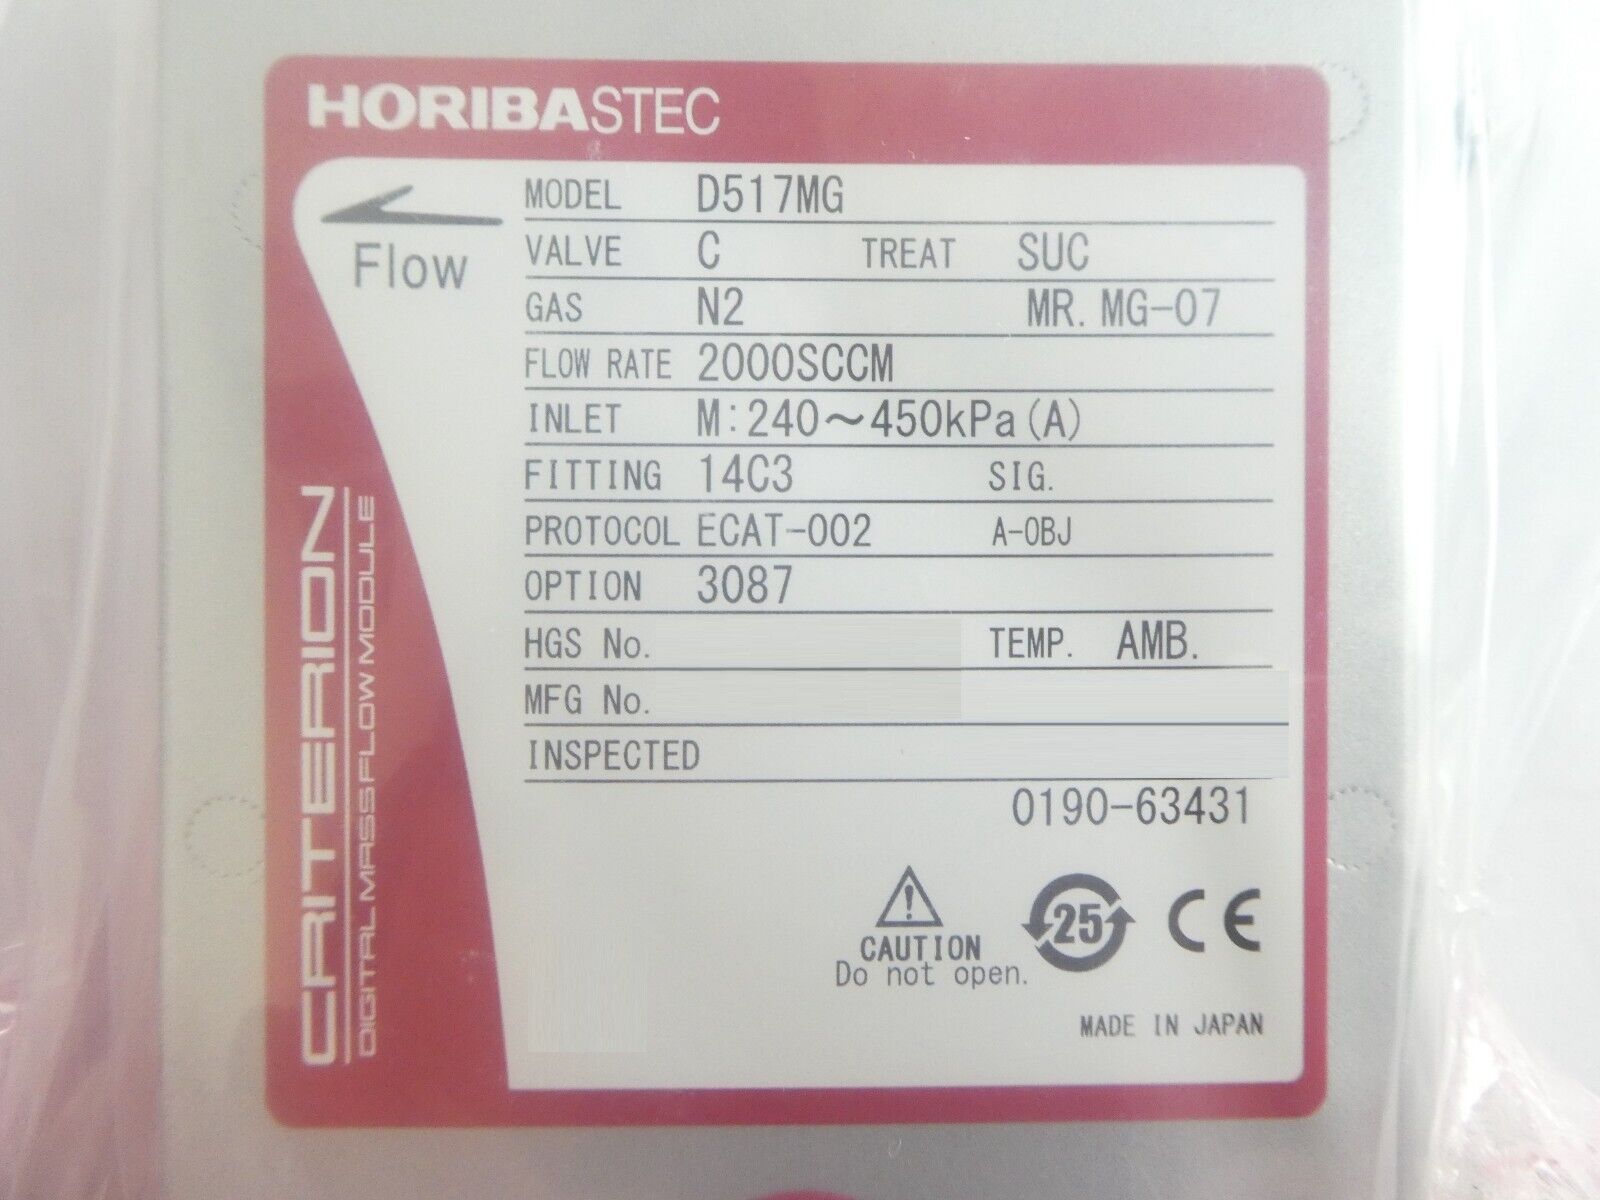 HORIBASTEC
Flow
MODEL D517MG
VALVE C TREAT SUC
GAS N2 MR.MG-07
FLOW RATE 2000SCCM
INLET M:240～450kPa(A)
FITTING 14C3 SIG.
PROTOCOL ECAT-002 A-OBJ
OPTION 3087
HGS No. TEMP. AMB.
MFG No.
INSPECTED
0190-63431
CRITERION
DIGITAL MASS FLOW MODULE
25 CE
CAUTION
Do not open.
MADE IN JAPAN